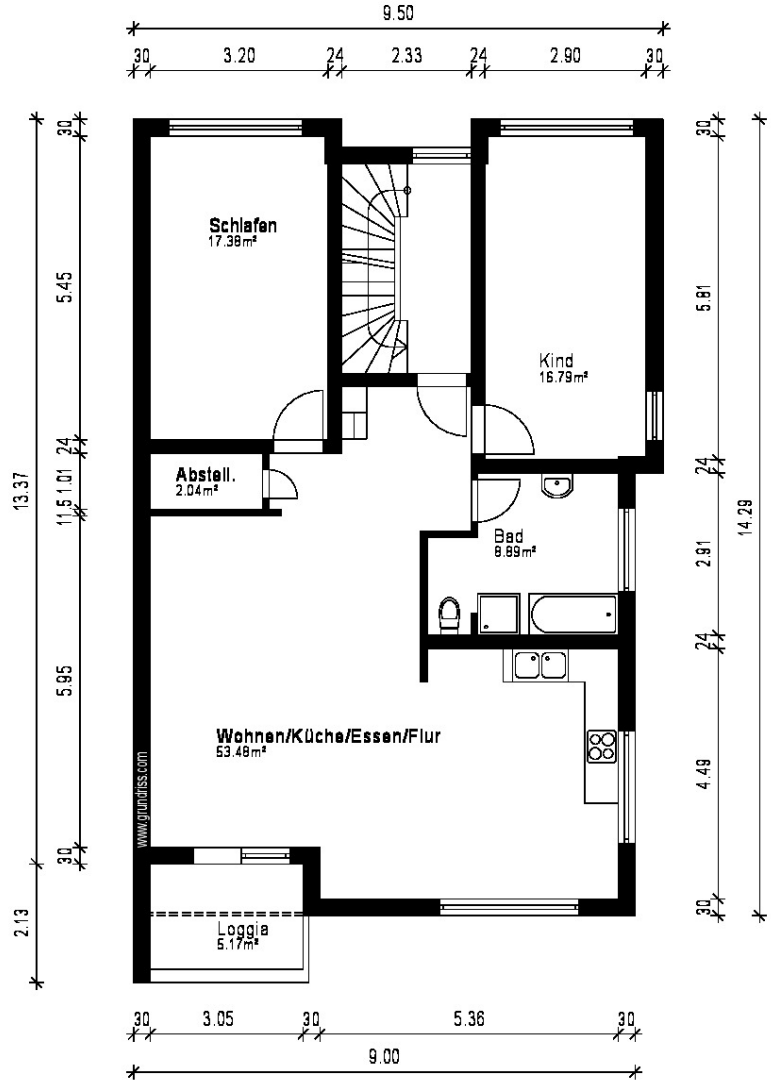 9.50
30 3.20 24 2.33 24 2.90 30
30
5.45
24
1.01
11,5
5.95
30
13.37
2.13
30
5.81
24
2.91
24
4.49
30
14.29
Schlafen
17.38m²
Kind
16.79m²
Abstell.
2.04m²
Bad
8.89m²
Wohnen/Küche/Essen/Flur
53.48m²
www.grundriss.com
Loggia
5.17m²
30 3.05 30 5.36 30
9.00